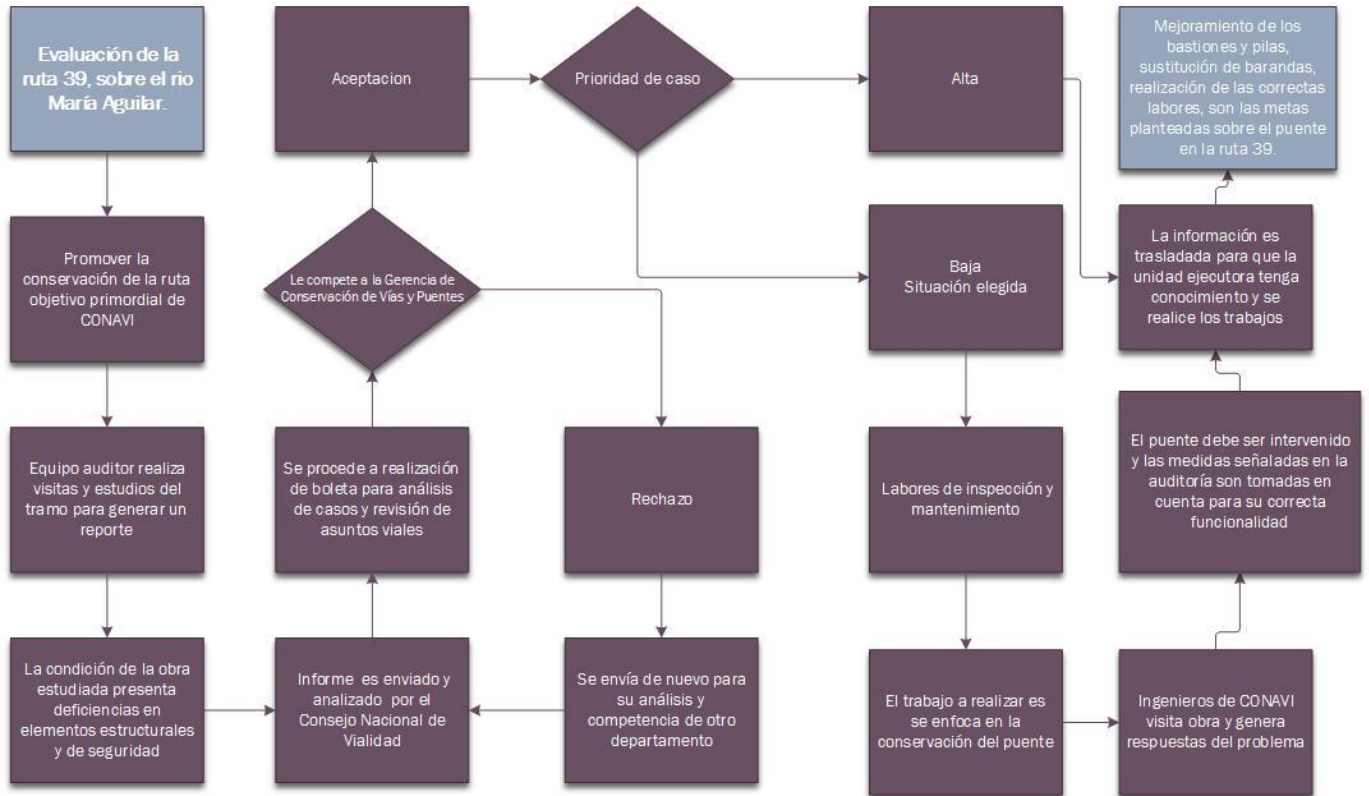 Evaluación de la
ruta 39, sobre el rio
María Aguilar.
Promover la
conservación de la ruta
objetivo primordial de
CONAVI
Equipo auditor realiza
visitas y estudios del
tramo para generar un
reporte
La condición de la obra
estudiada presenta
deficiencias en
elementos estructurales
y de seguridad
Informe es enviado y
analizado por el
Consejo Nacional de
Vialidad
Se procede a realización
de boleta para análisis
de casos y revisión de
asuntos viales
Le compete a la Gerencia de
Conservación de Vías y Puentes
Aceptacion
Rechazo
Se envía de nuevo para
su análisis y
competencia de otro
departamento
Prioridad de caso
Alta
Baja
Situación elegida
Labores de inspección y
mantenimiento
El trabajo a realizar es
se enfoca en la
conservación del puente
Ingenieros de CONAVI
visita obra y genera
respuestas del problema
El puente debe ser intervenido
y las medidas señaladas en la
auditoría son tomadas en
cuenta para su correcta
funcionalidad
La información es
trasladada para que la
unidad ejecutora tenga
conocimiento y se
realice los trabajos
Mejoramiento de los
bastiones y pilas,
sustitución de barandas,
realización de las correctas
labores, son las metas
planteadas sobre el puente
en la ruta 39.